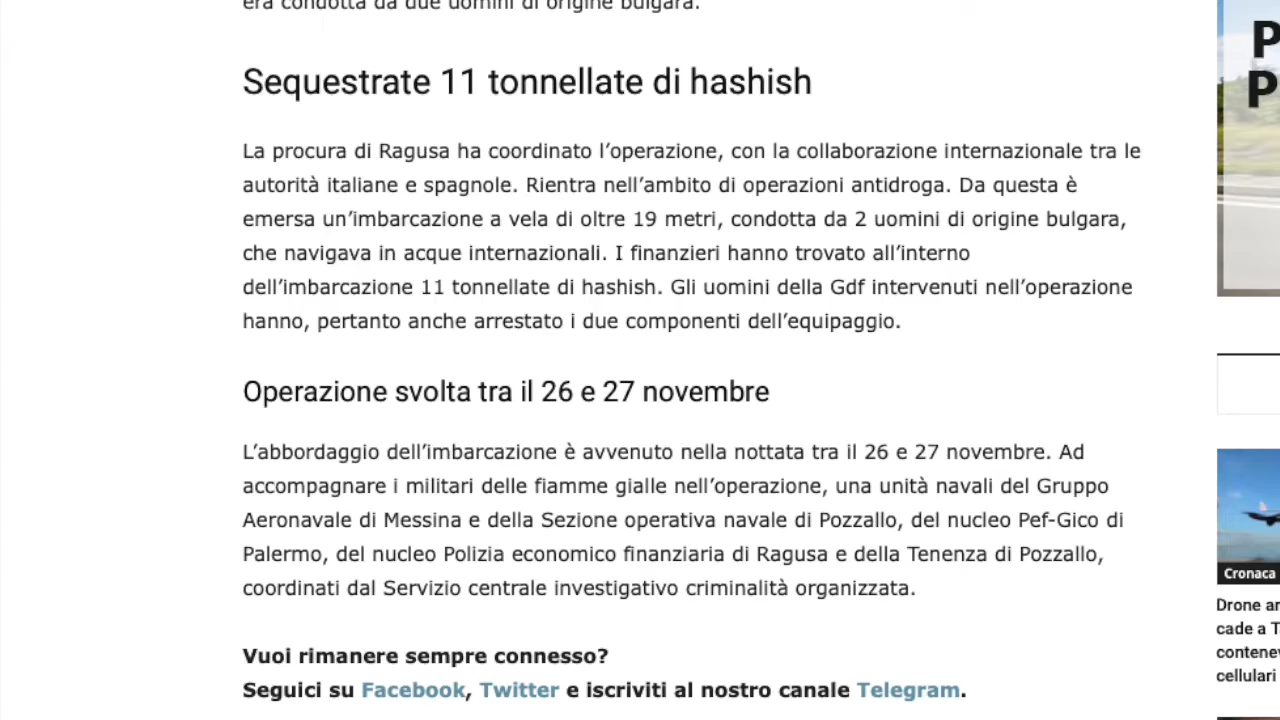 era condotta da due uomini di origine bulgara.
Sequestrate 11 tonnellate di hashish
La procura di Ragusa ha coordinato l’operazione, con la collaborazione internazionale tra le
autorità italiane e spagnole. Rientra nell’ambito di operazioni antidroga. Da questa è
emersa un’imbarcazione a vela di oltre 19 metri, condotta da 2 uomini di origine bulgara,
che navigava in acque internazionali. I finanzieri hanno trovato all’interno
dell’imbarcazione 11 tonnellate di hashish. Gli uomini della Gdf intervenuti nell’operazione
hanno, pertanto anche arrestato i due componenti dell’equipaggio.
Operazione svolta tra il 26 e 27 novembre
L’abbordaggio dell’imbarcazione è avvenuto nella nottata tra il 26 e 27 novembre. Ad
accompagnare i militari delle fiamme gialle nell’operazione, una unità navali del Gruppo
Aeronavale di Messina e della Sezione operativa navale di Pozzallo, del nucleo Pef-Gico di
Palermo, del nucleo Polizia economico finanziaria di Ragusa e della Tenenza di Pozzallo,
coordinati dal Servizio centrale investigativo criminalità organizzata.
Vuoi rimanere sempre connesso?
Seguici su Facebook, Twitter e iscriviti al nostro canale Telegram.
P
P
Cronaca
Drone
cade a
cellulari